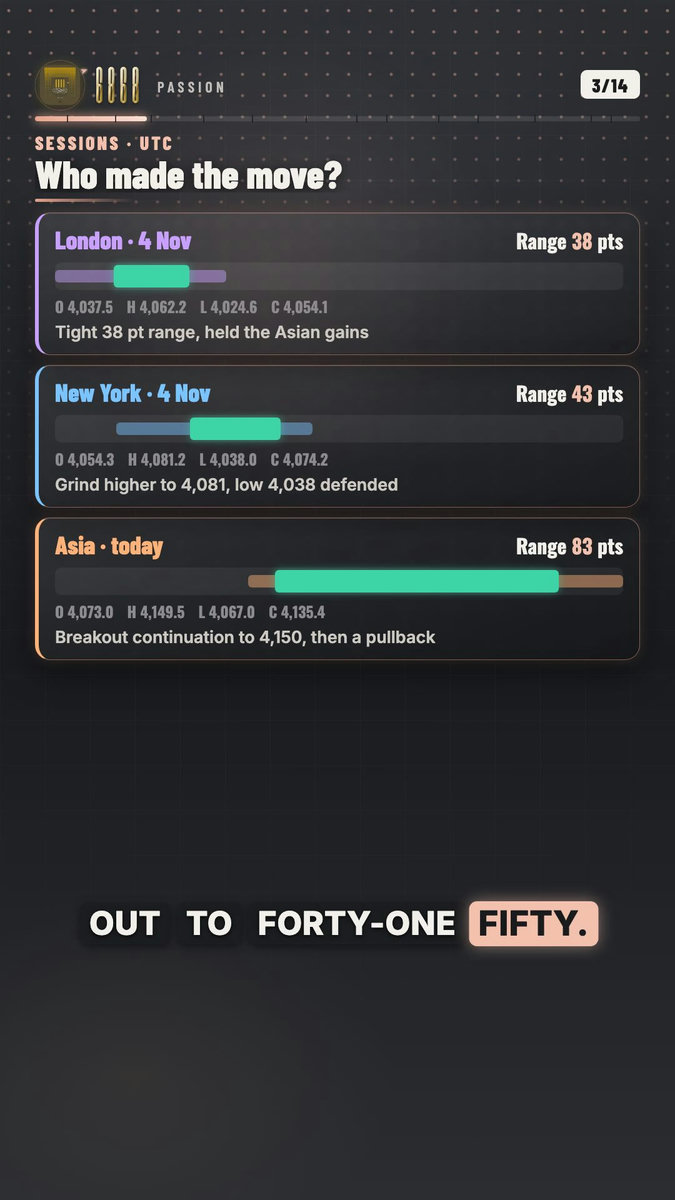 6868 PASSION
3/14
SESSIONS · UTC
Who made the move?
London · 4 Nov
Range 38 pts
O 4,037.5 H 4,062.2 L 4,024.6 C 4,054.1
Tight 38 pt range, held the Asian gains
New York · 4 Nov
Range 43 pts
O 4,054.3 H 4,081.2 L 4,038.0 C 4,074.2
Grind higher to 4,081, low 4,038 defended
Asia · today
Range 83 pts
O 4,073.0 H 4,149.5 L 4,067.0 C 4,135.4
Breakout continuation to 4,150, then a pullback
OUT TO FORTY-ONE FIFTY.